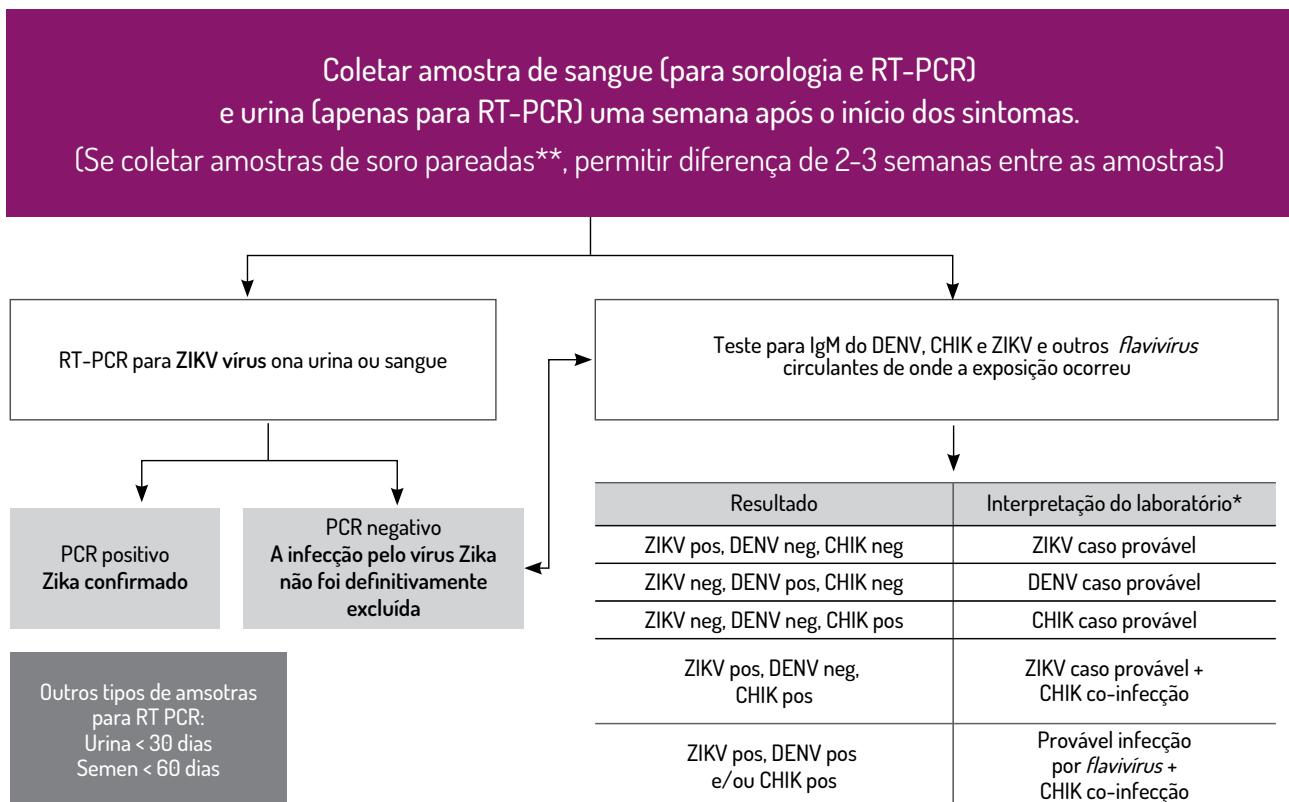 Coletar amostra de sangue (para sorologia e RT-PCR)
e urina (apenas para RT-PCR) uma semana após o início dos sintomas.
(Se coletar amostras de soro pareadas**, permitir diferença de 2-3 semanas entre as amostras)
RT-PCR para ZIKV vírus ona urina ou sangue
Teste para IgM do DENV, CHIK e ZIKV e outros flavivírus
circulantes de onde a exposição ocorreu
PCR positivo
Zika confirmado
PCR negativo
A infecção pelo vírus Zika
não foi definitivamente
excluída
Outros tipos de amsotras
para RT PCR:
Urina < 30 dias
Semen < 60 dias
Resultado
Interpretação do laboratório*
ZIKV pos, DENV neg, CHIK neg
ZIKV caso provável
ZIKV neg, DENV pos, CHIK neg
DENV caso provável
ZIKV neg, DENV neg, CHIK pos
CHIK caso provável
ZIKV pos, DENV neg,
CHIK pos
ZIKV caso provável +
CHIK co-infecção
ZIKV pos, DENV pos
e/ou CHIK pos
Provável infecção
por flavivírus +
CHIK co-infecção